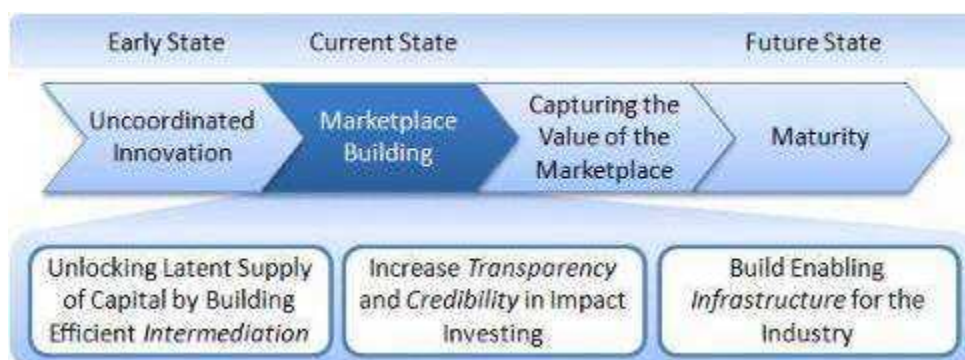 Early State
Current State
Future State
Uncoordinated
Innovation
Marketplace
Building
Capturing the
Value of the
Marketplace
Maturity
Unlocking Latent Supply
of Capital by Building
Efficient Intermediation
Increase Transparency
and Credibility in Impact
Investing
Build Enabling
Infrastructure for the
Industry